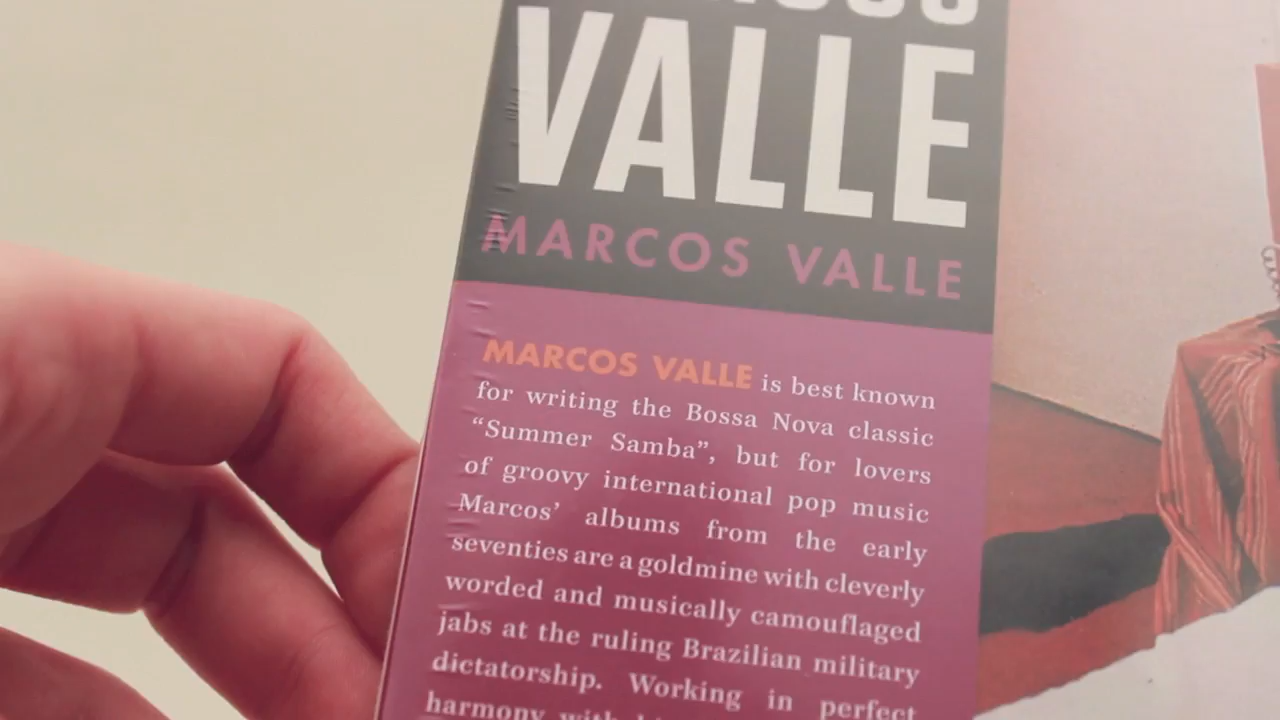 VALLE
MARCOS VALLE
MARCOS VALLE is best known
for writing the Bossa Nova classic
“Summer Samba”, but for lovers
of groovy international pop music
Marcos’ albums from the early
seventies are a goldmine with cleverly
worded and musically camouflaged
jabs at the ruling Brazilian military
dictatorship. Working in perfect
harmony with